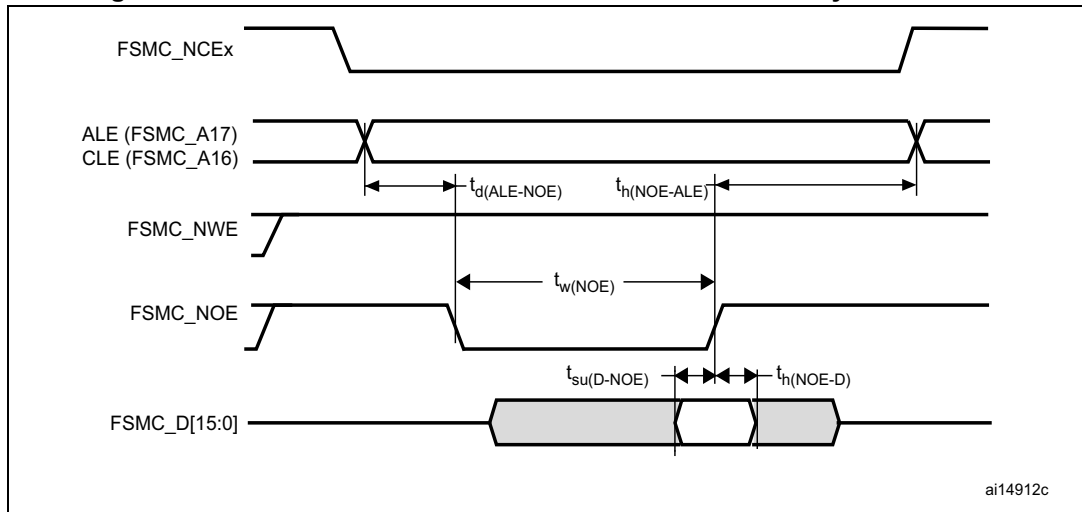 FSMC_NCEx
ALE (FSMC_A17)
CLE (FSMC_A16)
td(ALE-NOE)
th(NOE-ALE)
FSMC_NWE
tw(NOE)
FSMC_NOE
tsu(D-NOE)
th(NOE-D)
FSMC_D[15:0]
ai14912c